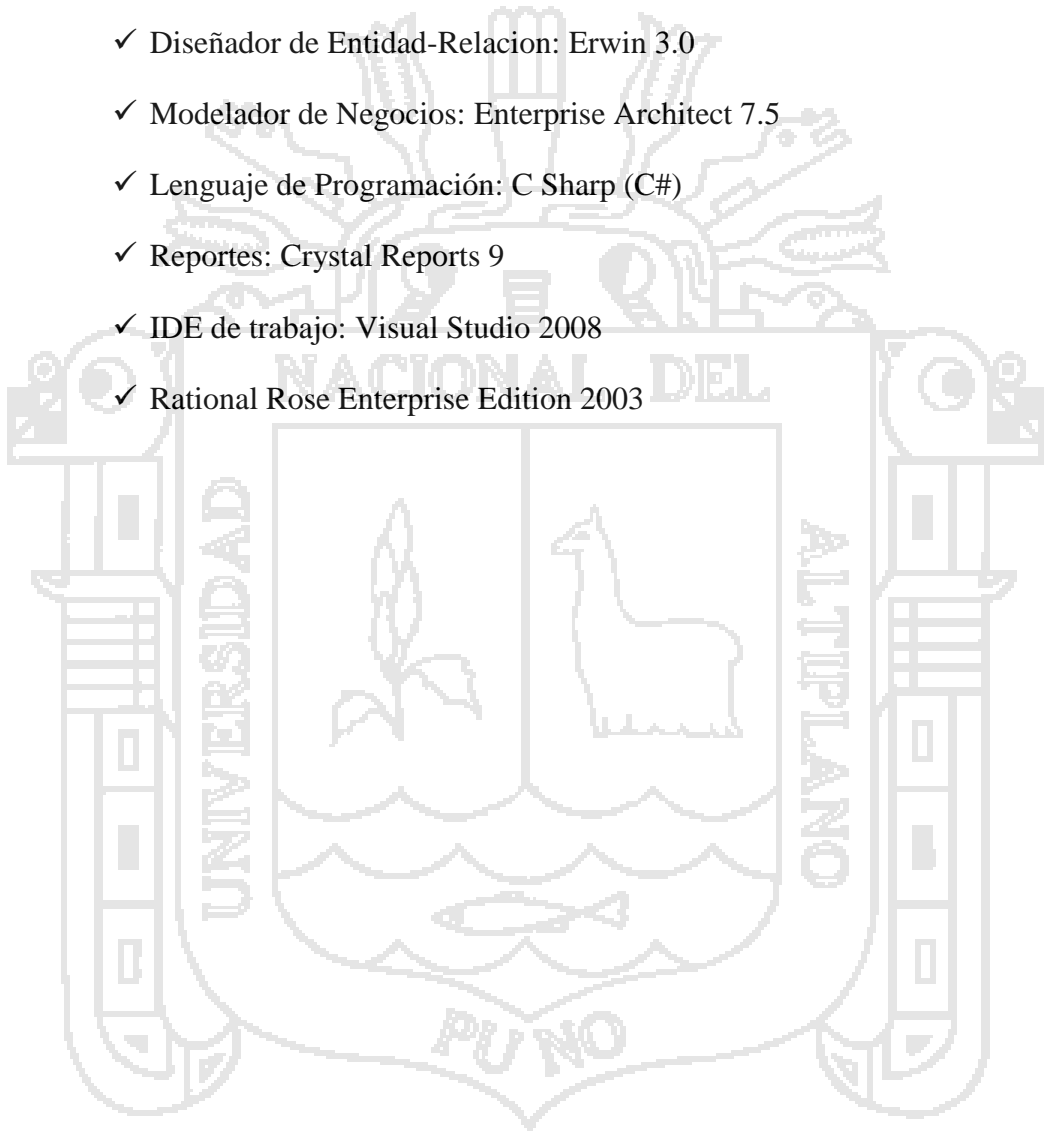 ✓ Diseñador de Entidad-Relacion: Erwin 3.0
✓ Modelador de Negocios: Enterprise Architect 7.5
✓ Lenguaje de Programación: C Sharp (C#)
✓ Reportes: Crystal Reports 9
✓ IDE de trabajo: Visual Studio 2008
✓ Rational Rose Enterprise Edition 2003
UNIVERSIDAD
NACIONAL DEL
ALTIPLANO
PUNO